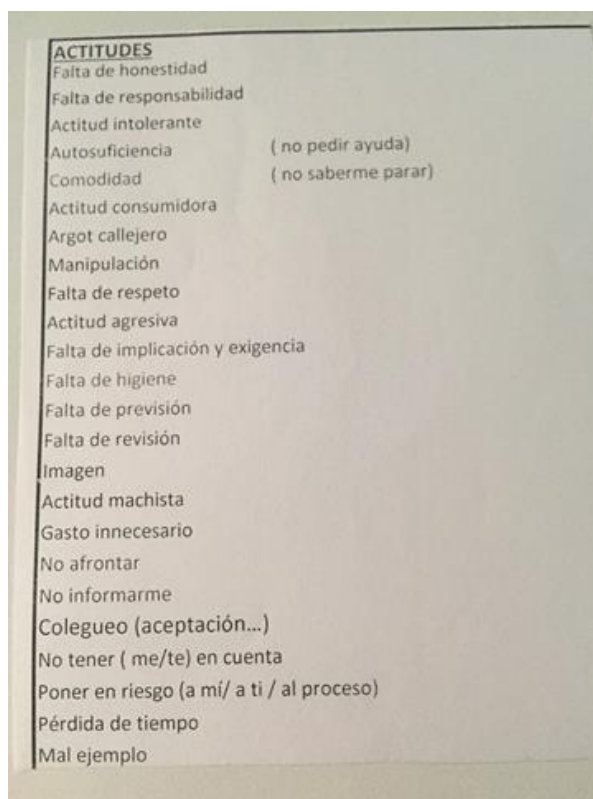 ACTITUDES
Falta de honestidad
Falta de responsabilidad
Actitud intolerante
Autosuficiencia ( no pedir ayuda)
Comodidad ( no saberme parar)
Actitud consumidora
Argot callejero
Manipulación
Falta de respeto
Actitud agresiva
Falta de implicación y exigencia
Falta de higiene
Falta de previsión
Falta de revisión
Imagen
Actitud machista
Gasto innecesario
No afrontar
No informarme
Colegueo (aceptación...)
No tener ( me/te) en cuenta
Poner en riesgo (a mí/ a ti / al proceso)
Pérdida de tiempo
Mal ejemplo